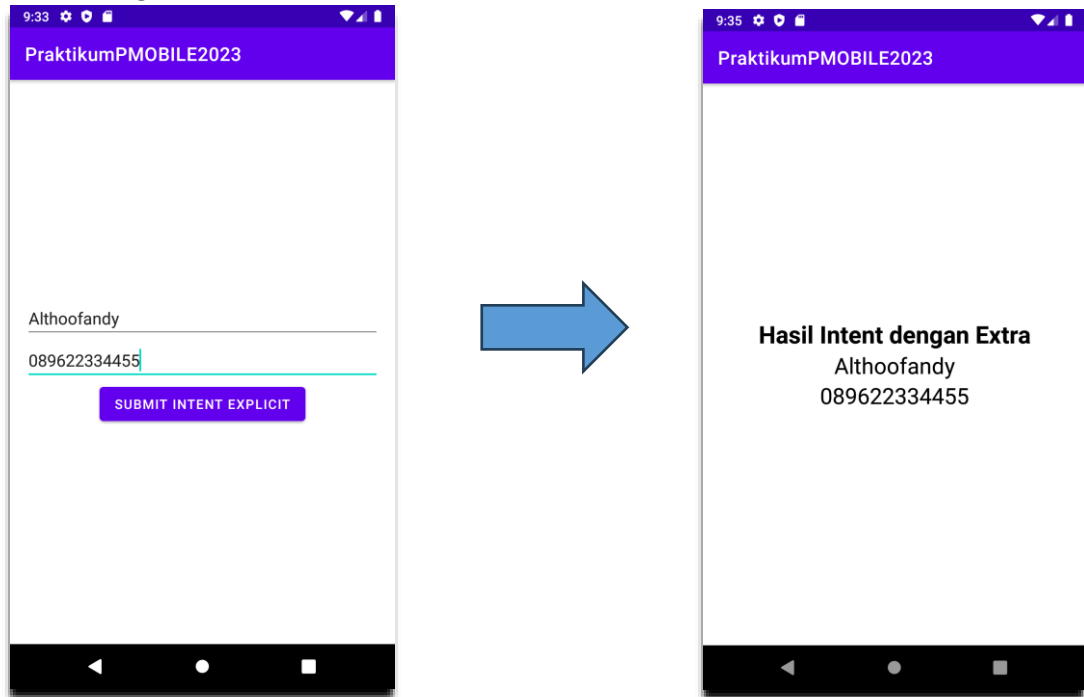 9:33
PraktikumPMOBILE2023
Althoofandy
089622334455
SUBMIT INTENT EXPLICIT
9:35
PraktikumPMOBILE2023
Hasil Intent dengan Extra
Althoofandy
089622334455